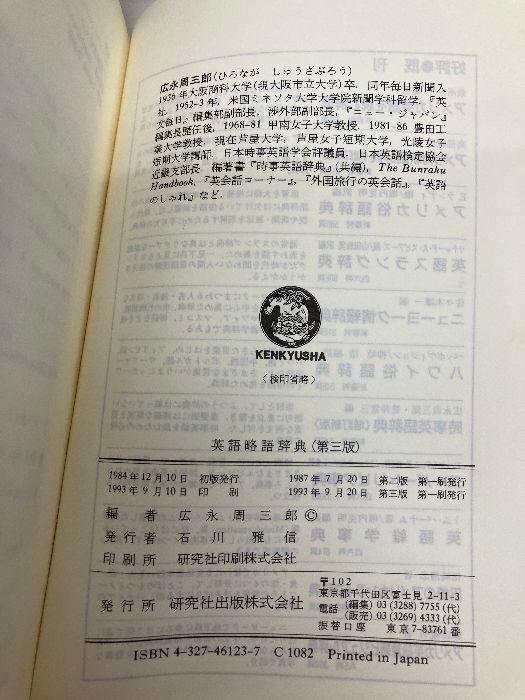 広永周三郎(ひろなが しゅうざぶろう)
1936年大阪商科大学(現大阪市立大学)卒. 同年毎日新聞入
社. 1952-3年, 米国ミネソタ大学大学院新聞学科留学.『英
文毎日』編集部副部長, 渉外部副部長,『ニュー・ジャパン』
編集長歴任後, 1968-81 甲南女子大学教授. 1981-86 豊田工
業大学教授. 現在芦屋大学, 芦屋女子短期大学, 光陵女子
短期大学講師. 日本時事英語学会評議員. 日本英語検定協会
近畿支部長. 編著書『時事英語辞典』(共編), The Bunraku
Handbook,『英会話コーナー』,『外国旅行の英会話』,『英語
のしゃれ』など.
KENKYUSHA
〈検印省略〉
英語略語辞典(第三版)
1984年12月10日 初版発行 1987年7月20日 第二版 第一刷発行
1993年9月10日 印刷 1993年9月20日 第三版 第一刷発行
編者 広永周三郎©
発行者 石川雅信
印刷所 研究社印刷株式会社
発行所 研究社出版株式会社
〒102
東京都千代田区富士見 2-11-3
電話 (編集) 03(3288)7755(代)
(販売) 03(3269)4333(代)
振替口座 東京 7-83761番
ISBN 4-327-46123-7 C 1082 Printed in Japan